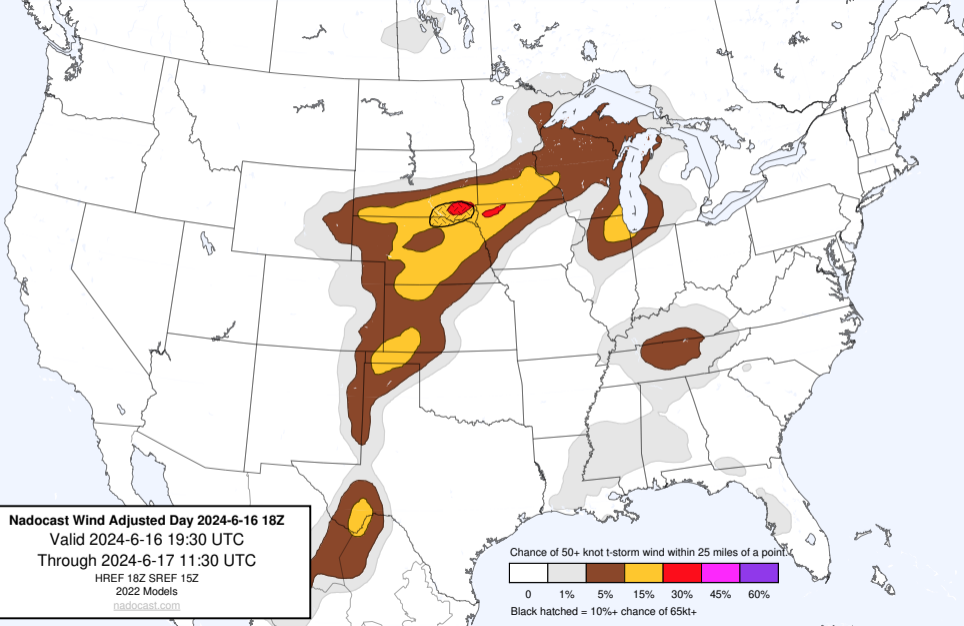 Nadocast Wind Adjusted Day 2024-6-16 18Z
Valid 2024-6-16 19:30 UTC
Through 2024-6-17 11:30 UTC
HREF 18Z SREF 15Z
2022 Models
nadocast.com
Chance of 50+ knot t-storm wind within 25 miles of a point.
0 1% 5% 15% 30% 45% 60%
Black hatched = 10%+ chance of 65kt+